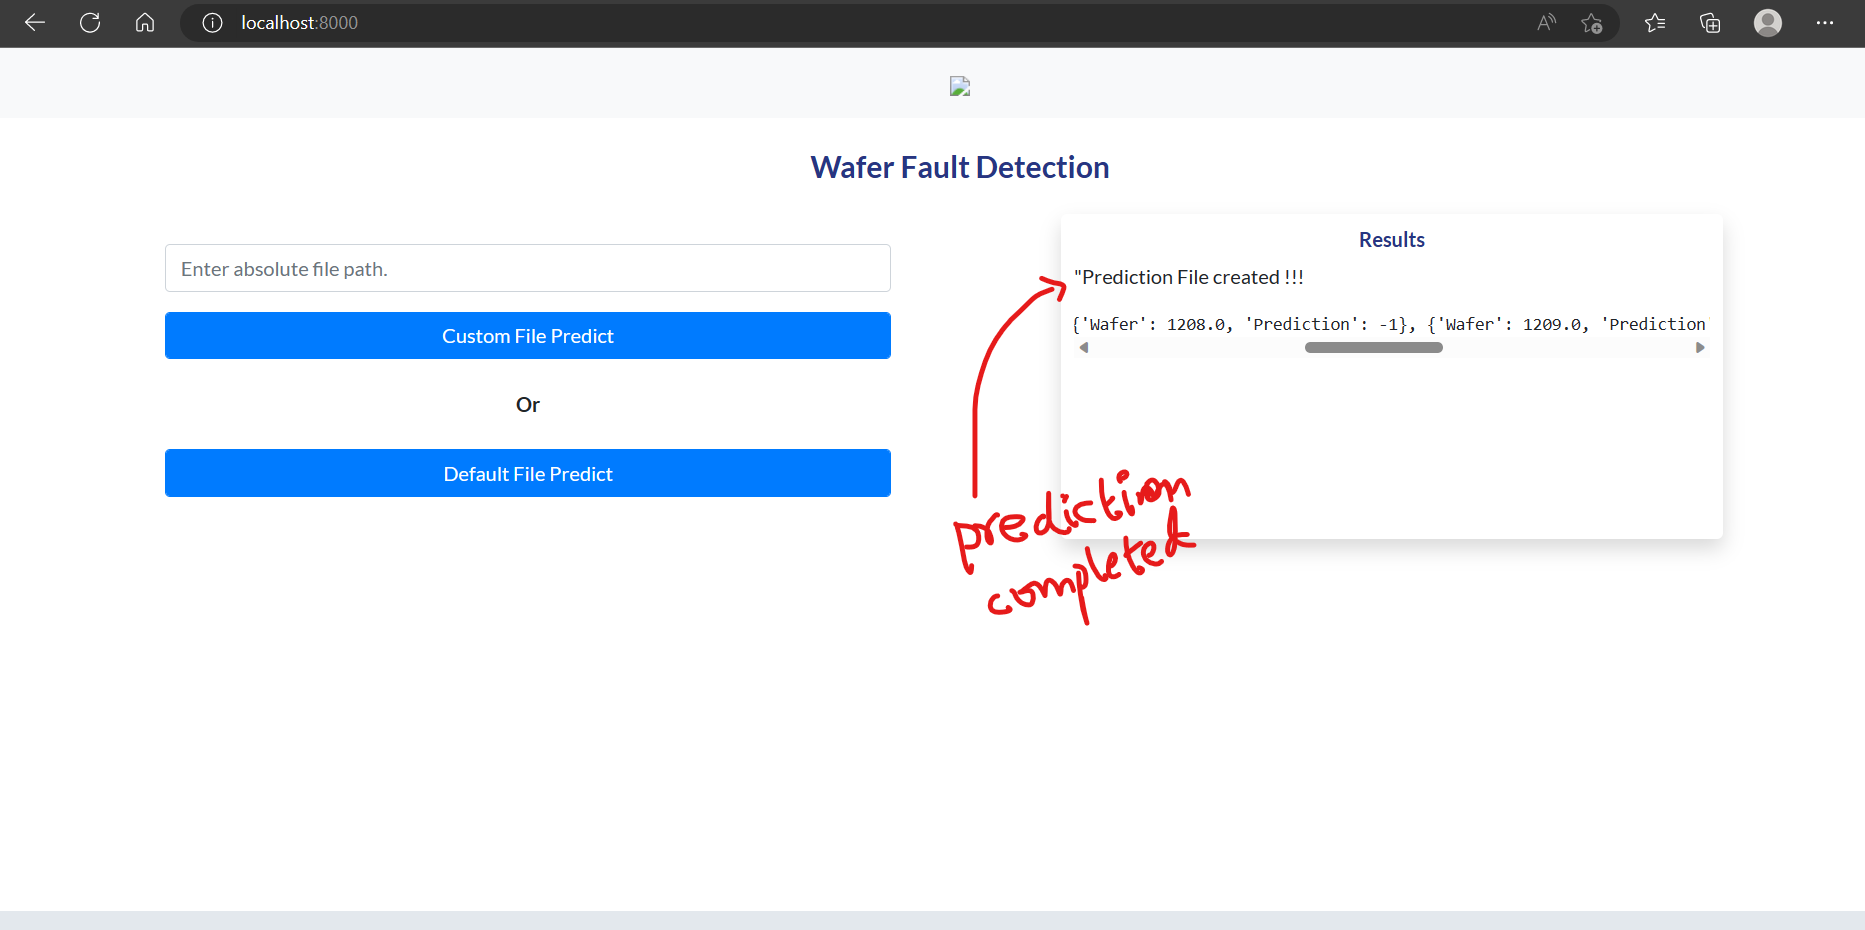 localhost:8000
Wafer Fault Detection
Enter absolute file path.
Custom File Predict
Or
Default File Predict
Results
"Prediction File created !!!
{'Wafer': 1208.0, 'Prediction': -1}, {'Wafer': 1209.0, 'Prediction'
prediction
completed